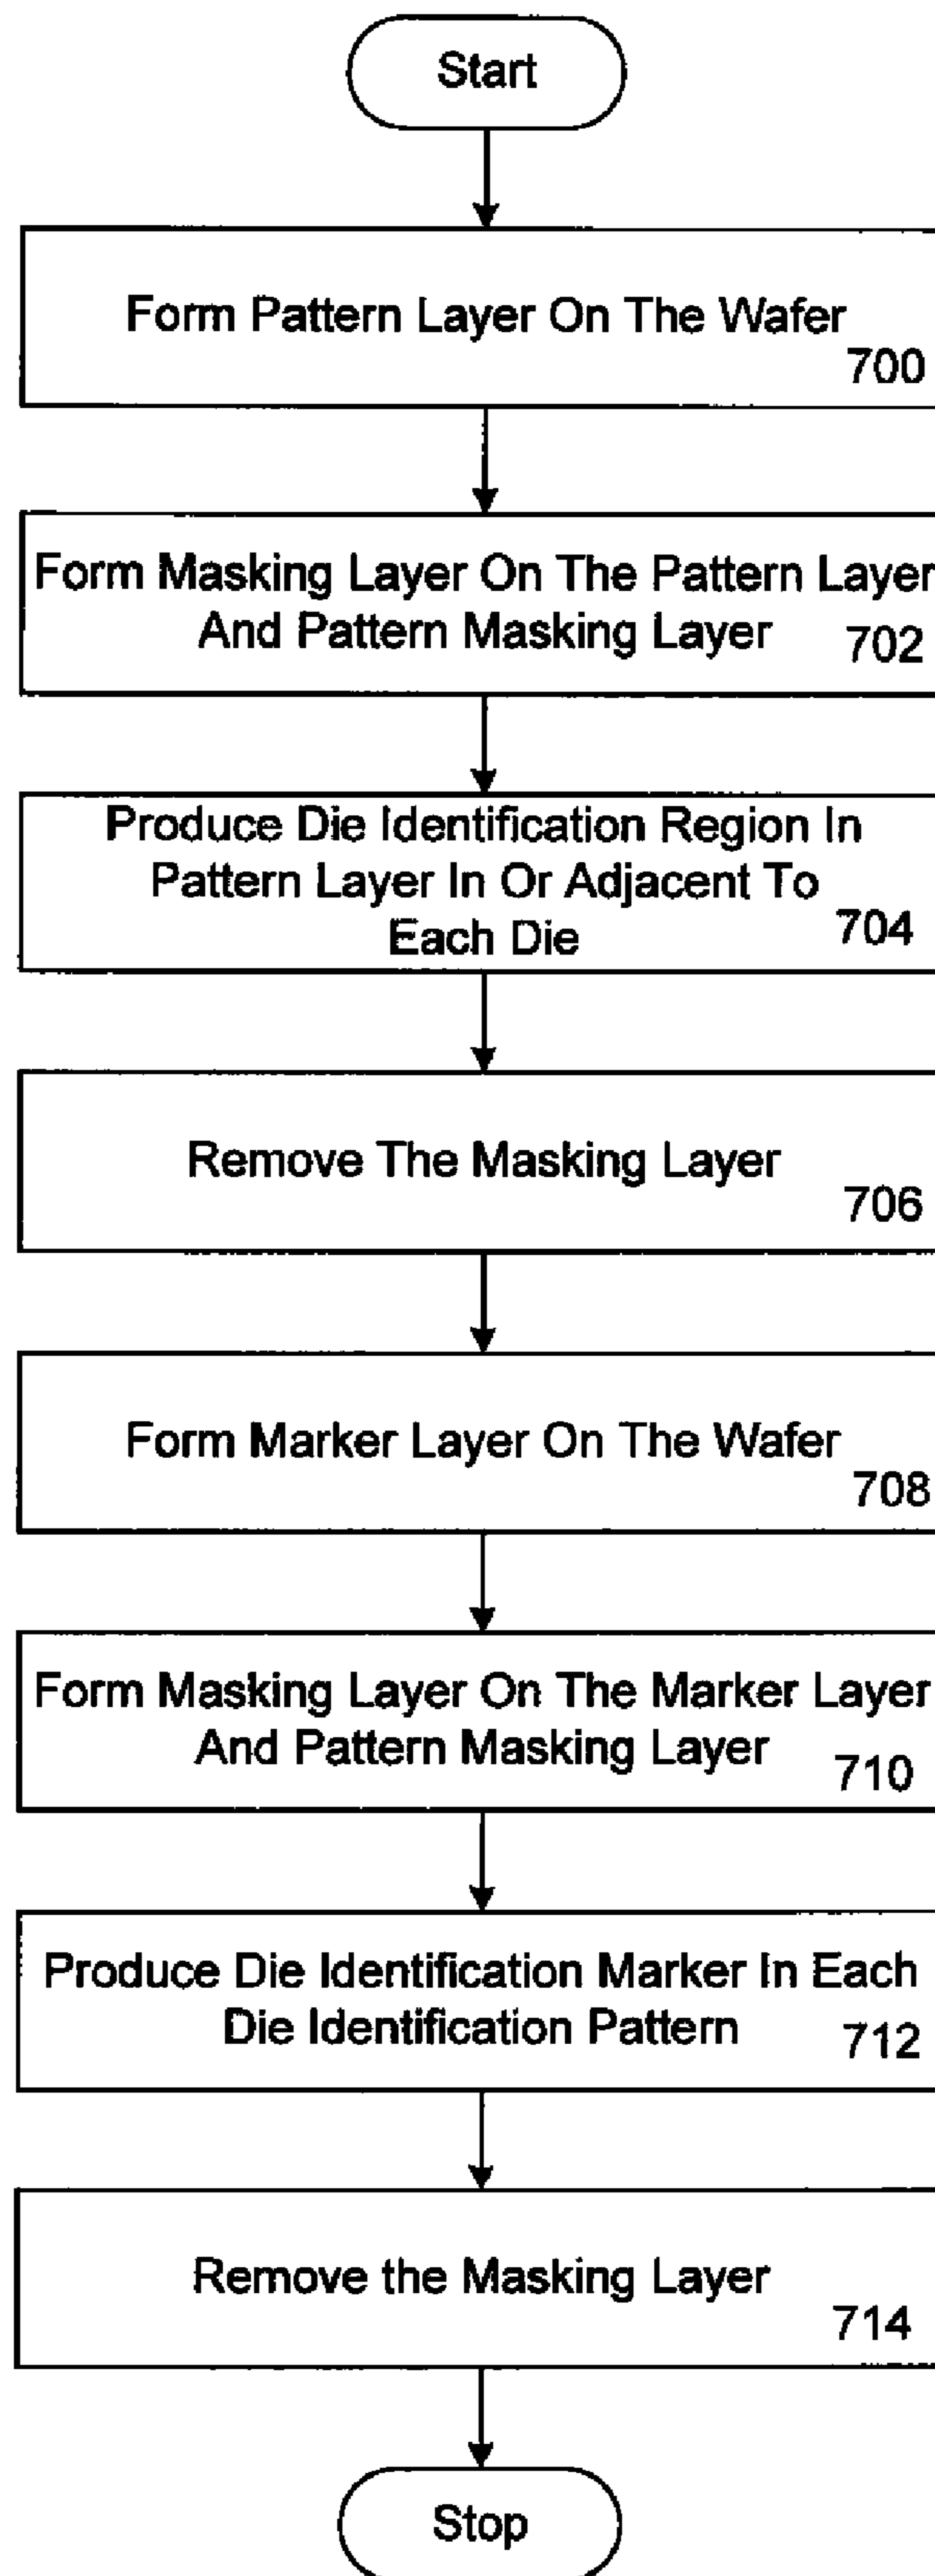 Start
Form Pattern Layer On The Wafer
700
Form Masking Layer On The Pattern Layer
And Pattern Masking Layer 702
Produce Die Identification Region In
Pattern Layer In Or Adjacent To
Each Die 704
Remove The Masking Layer
706
Form Marker Layer On The Wafer
708
Form Masking Layer On The Marker Layer
And Pattern Masking Layer 710
Produce Die Identification Marker In Each
Die Identification Pattern 712
Remove the Masking Layer
714
Stop